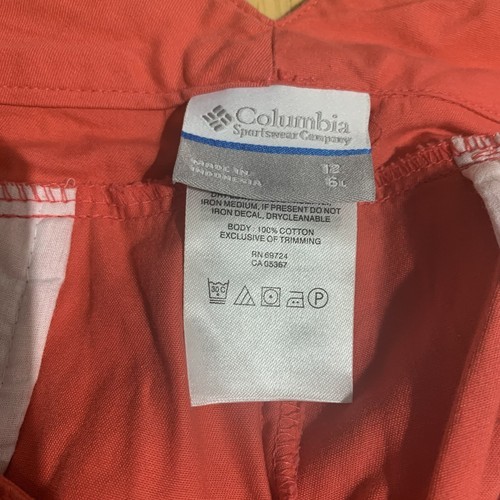 Columbia
Sportswear Company
MADE IN
INDONESIA
12
6L
IRON MEDIUM, IF PRESENT DO NOT
IRON DECAL, DRYCLEANABLE
BODY: 100% COTTON
EXCLUSIVE OF TRIMMING
RN 69724
CA 05367
30 C
P